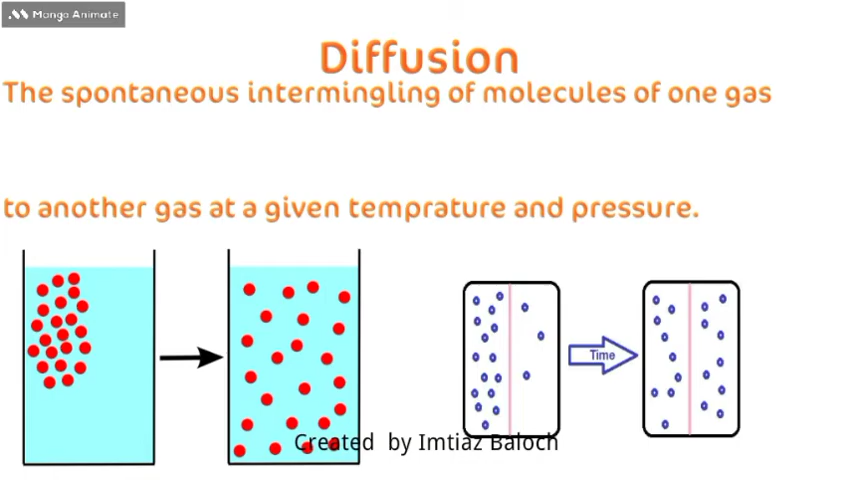 Mango Animate
Diffusion
The spontaneous intermingling of molecules of one gas
to another gas at a given temprature and pressure.
Time
Created by Imtiaz Baloch